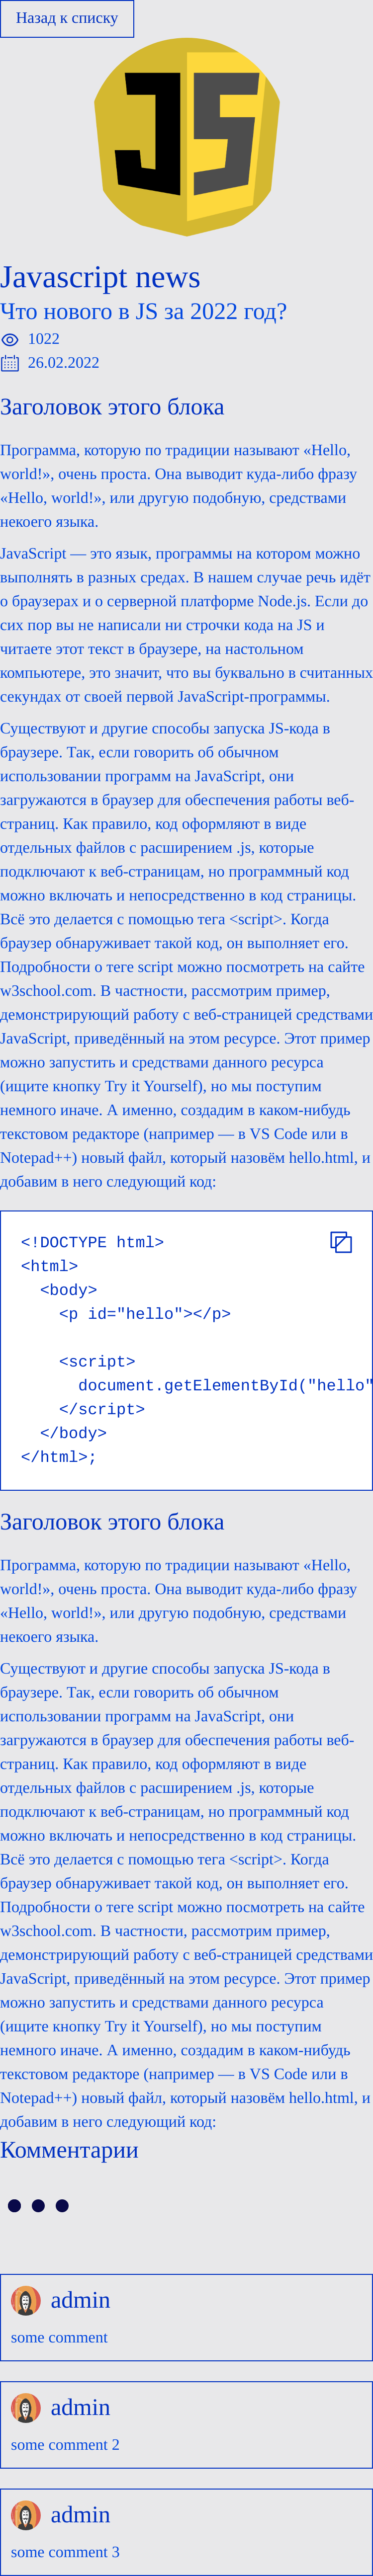 Назад к списку
JS
Javascript news
Что нового в JS за 2022 год?
1022
26.02.2022
Заголовок этого блока
Программа, которую по традиции называют «Hello,
world!», очень проста. Она выводит куда-либо фразу
«Hello, world!», или другую подобную, средствами
некоего языка.
JavaScript — это язык, программы на котором можно
выполнять в разных средах. В нашем случае речь идёт
о браузерах и о серверной платформе Node.js. Если до
сих пор вы не написали ни строчки кода на JS и
читаете этот текст в браузере, на настольном
компьютере, это значит, что вы буквально в считанных
секундах от своей первой JavaScript-программы.
Существуют и другие способы запуска JS-кода в
браузере. Так, если говорить об обычном
использовании программ на JavaScript, они
загружаются в браузер для обеспечения работы веб-
страниц. Как правило, код оформляют в виде
отдельных файлов с расширением .js, которые
подключают к веб-страницам, но программный код
можно включать и непосредственно в код страницы.
Всё это делается с помощью тега <script>. Когда
браузер обнаруживает такой код, он выполняет его.
Подробности о теге script можно посмотреть на сайте
w3school.com. В частности, рассмотрим пример,
демонстрирующий работу с веб-страницей средствами
JavaScript, приведённый на этом ресурсе. Этот пример
можно запустить и средствами данного ресурса
(ищите кнопку Try it Yourself), но мы поступим
немного иначе. А именно, создадим в каком-нибудь
текстовом редакторе (например — в VS Code или в
Notepad++) новый файл, который назовём hello.html, и
добавим в него следующий код:
<!DOCTYPE html>
<html>
<body>
<p id="hello"></p>
<script>
document.getElementById("hello"
</script>
</body>
</html>;
Заголовок этого блока
Программа, которую по традиции называют «Hello,
world!», очень проста. Она выводит куда-либо фразу
«Hello, world!», или другую подобную, средствами
некоего языка.
Существуют и другие способы запуска JS-кода в
браузере. Так, если говорить об обычном
использовании программ на JavaScript, они
загружаются в браузер для обеспечения работы веб-
страниц. Как правило, код оформляют в виде
отдельных файлов с расширением .js, которые
подключают к веб-страницам, но программный код
можно включать и непосредственно в код страницы.
Всё это делается с помощью тега <script>. Когда
браузер обнаруживает такой код, он выполняет его.
Подробности о теге script можно посмотреть на сайте
w3school.com. В частности, рассмотрим пример,
демонстрирующий работу с веб-страницей средствами
JavaScript, приведённый на этом ресурсе. Этот пример
можно запустить и средствами данного ресурса
(ищите кнопку Try it Yourself), но мы поступим
немного иначе. А именно, создадим в каком-нибудь
текстовом редакторе (например — в VS Code или в
Notepad++) новый файл, который назовём hello.html, и
добавим в него следующий код:
Комментарии
admin
some comment
admin
some comment 2
admin
some comment 3